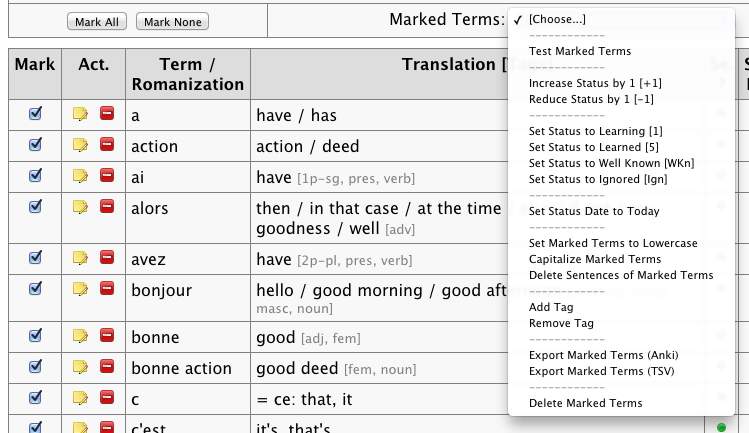 Mark All Mark None Marked Terms: ✓ [Choose...]
------------
Test Marked Terms
------------
Increase Status by 1 [+1]
Reduce Status by 1 [-1]
------------
Set Status to Learning [1]
Set Status to Learned [5]
Set Status to Well Known [WKn]
Set Status to Ignored [Ign]
------------
Set Status Date to Today
------------
Set Marked Terms to Lowercase
Capitalize Marked Terms
Delete Sentences of Marked Terms
------------
Add Tag
Remove Tag
------------
Export Marked Terms (Anki)
Export Marked Terms (TSV)
------------
Delete Marked Terms
Mark Act. Term / Translation [
Romanization
a have / has
action action / deed
ai have [1p-sg, pres, verb]
alors then / in that case / at the time
goodness / well [adv]
avez have [2p-pl, pres, verb]
bonjour hello / good morning / good
masc, noun]
bonne good [adj, fem]
bonne action good deed [fem, noun]
c = ce: that, it
c'est it's, that's